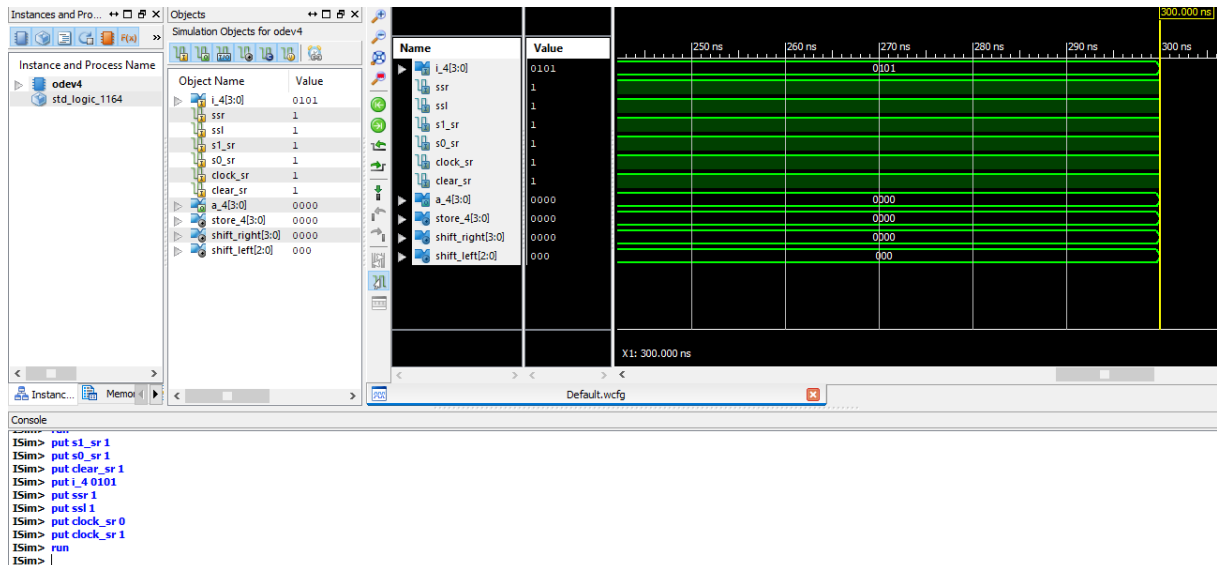 Instances and Pro...
Instance and Process Name
odev4
std_logic_1164
Instanc...
Objects
Simulation Objects for odev4
Object Name Value
i_4[3:0] 0101
ssr 1
ssl 1
s1_sr 1
s0_sr 1
clock_sr 1
clear_sr 1
a_4[3:0] 0000
store_4[3:0] 0000
shift_right[3:0] 0000
shift_left[2:0] 000
Name Value
i_4[3:0] 0101
ssr 1
ssl 1
s1_sr 1
s0_sr 1
clock_sr 1
clear_sr 1
a_4[3:0] 0000
store_4[3:0] 0000
shift_right[3:0] 0000
shift_left[2:0] 000
300.000 ns
250 ns 260 ns 270 ns 280 ns 290 ns 300 ns
0101
0000
0000
0000
000
X1: 300.000 ns
Default.wcfg
Console
ISim> run
ISim> put s1_sr 1
ISim> put s0_sr 1
ISim> put clear_sr 1
ISim> put i_4 0101
ISim> put ssr 1
ISim> put ssl 1
ISim> put clock_sr 0
ISim> put clock_sr 1
ISim> run
ISim>